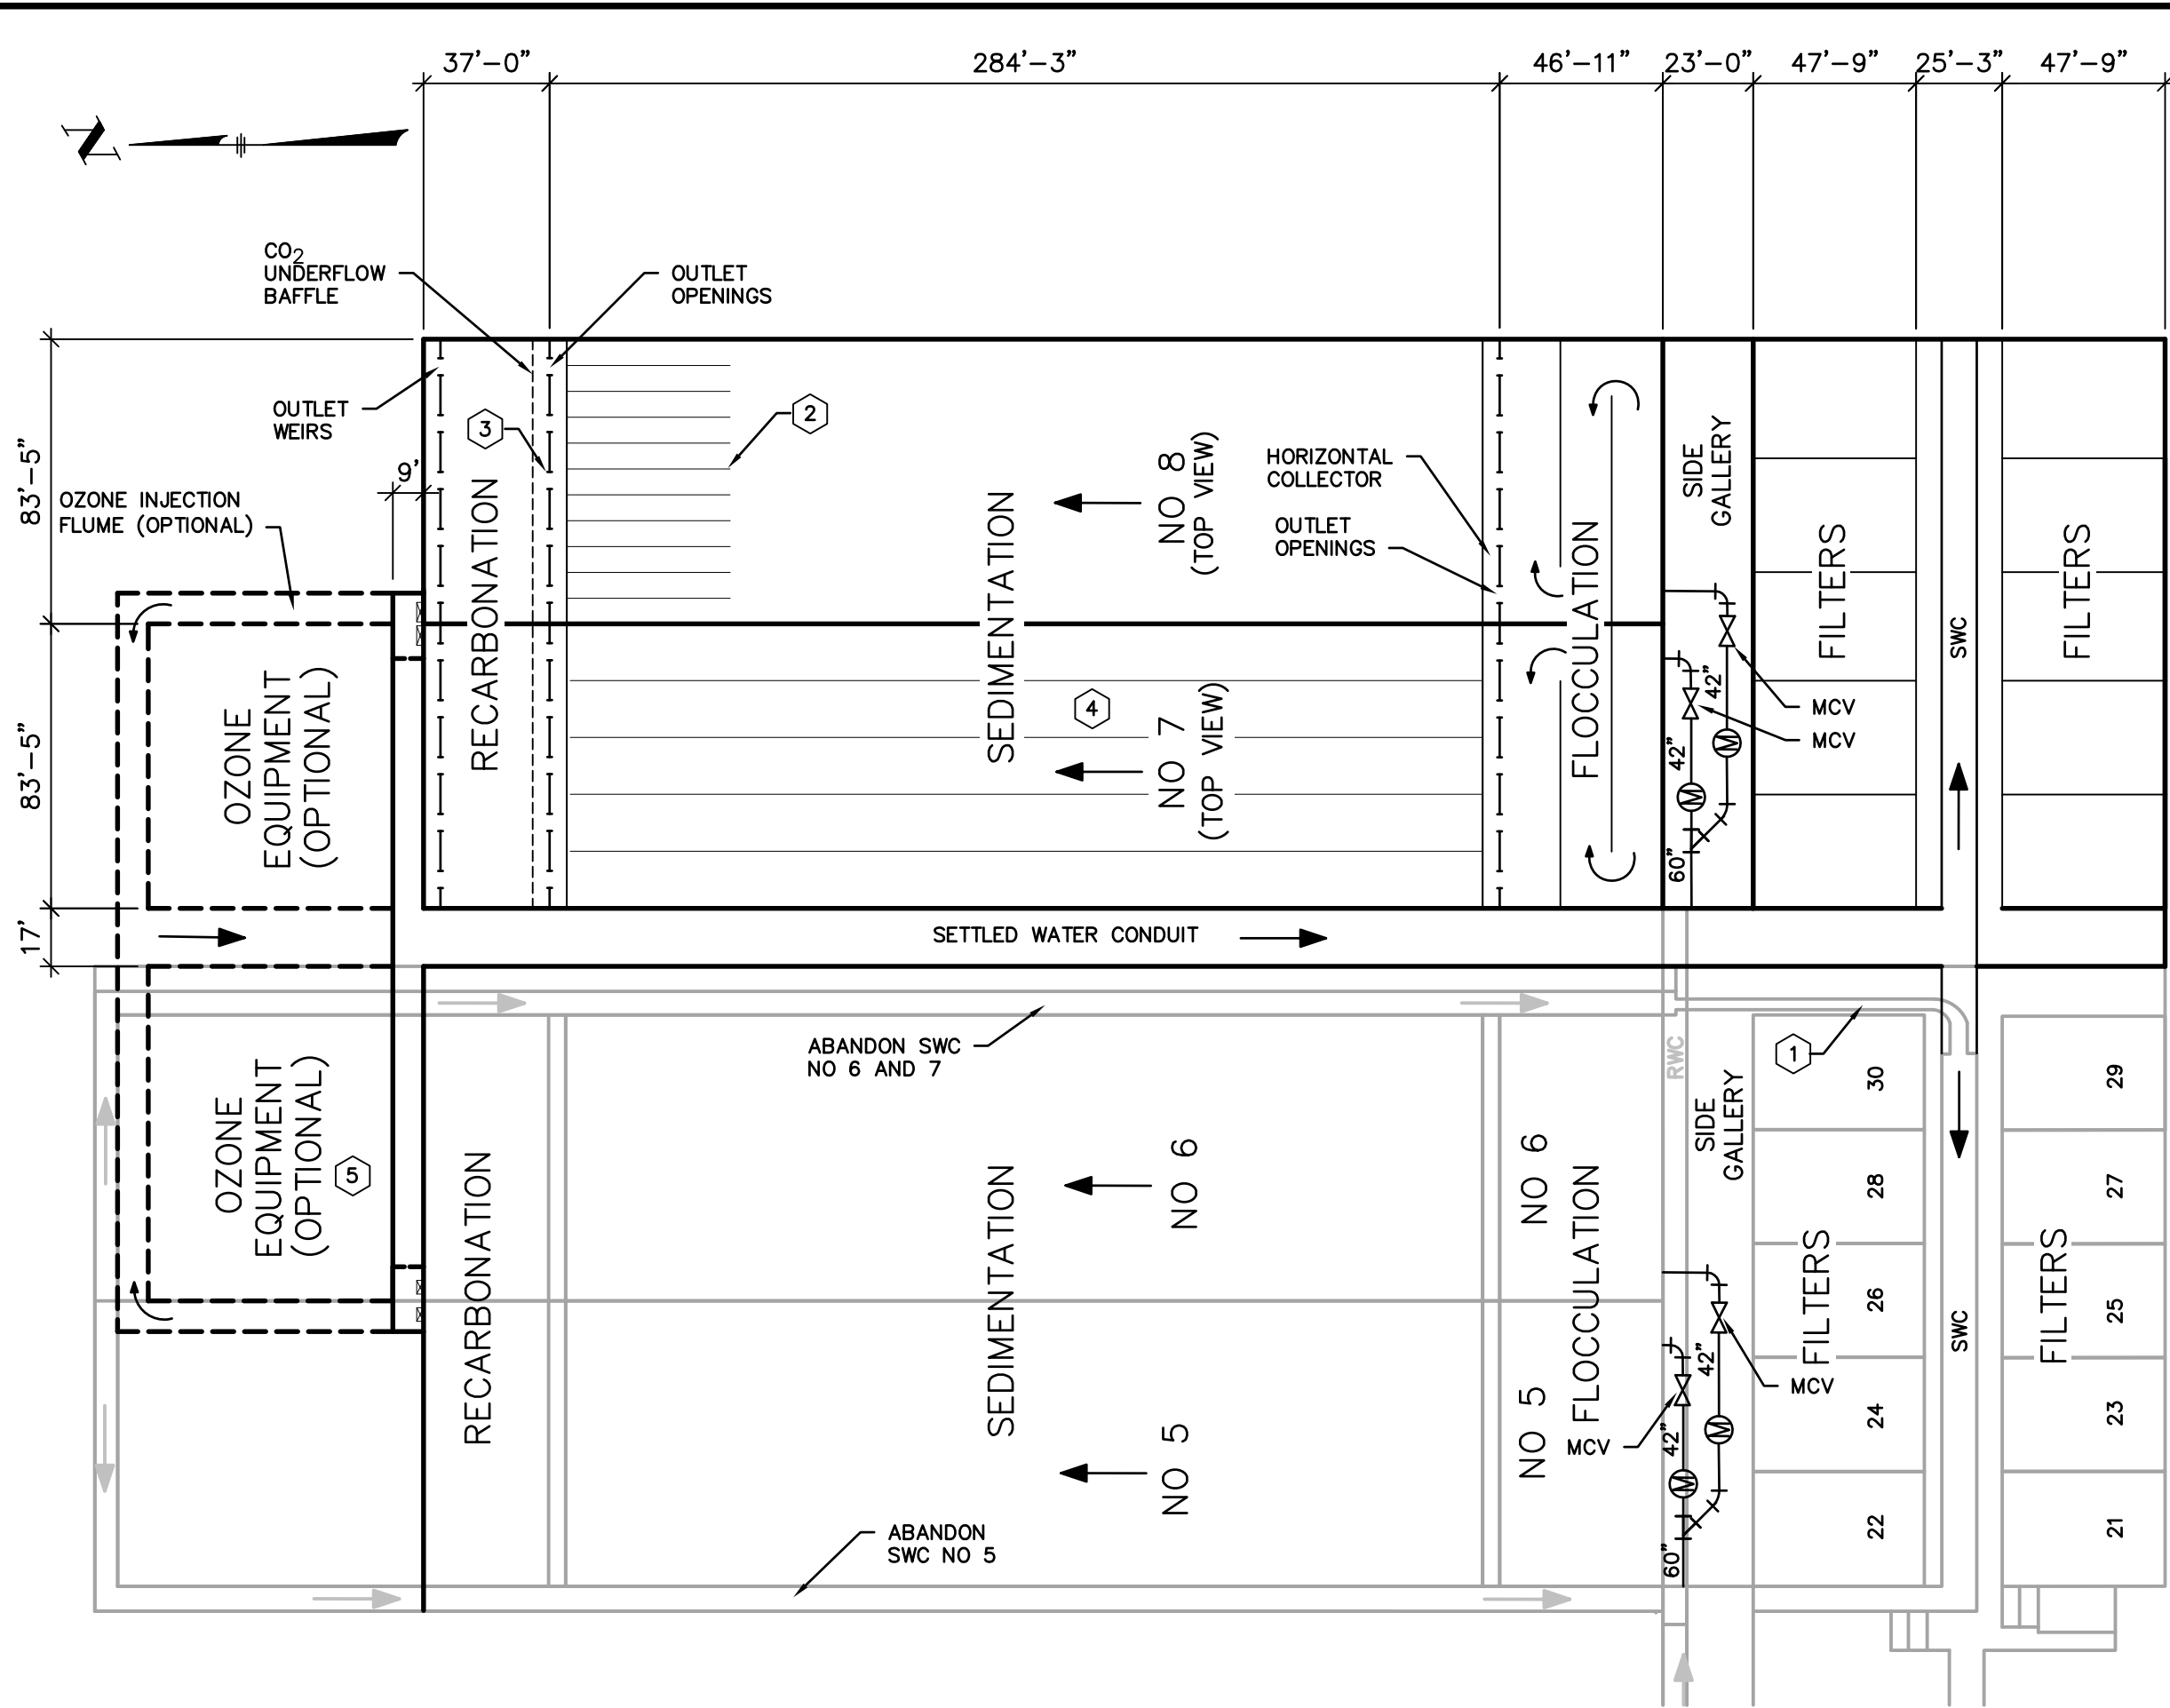 37'-0"
284'-3"
46'-11"
23'-0"
47'-9"
25'-3"
47'-9"
N
CO2
UNDERFLOW
BAFFLE
OUTLET
OPENINGS
OUTLET
WEIRS
3
2
83'-5"
9'
OZONE INJECTION
FLUME (OPTIONAL)
RECARBONATION
SEDIMENTATION
NO 8
(TOP VIEW)
HORIZONTAL
COLLECTOR
OUTLET
OPENINGS
FLOCCULATION
SIDE
GALLERY
FILTERS
SWC
FILTERS
83'-5"
OZONE
EQUIPMENT
(OPTIONAL)
4
NO 7
(TOP VIEW)
42"
42"
MCV
MCV
M
M
60"
17'
SETTLED WATER CONDUIT
ABANDON SWC
NO 6 AND 7
RWC
1
SIDE
GALLERY
30
29
OZONE
EQUIPMENT
(OPTIONAL)
5
RECARBONATION
SEDIMENTATION
NO 6
NO 6
FLOCCULATION
28
27
FILTERS
26
SWC
FILTERS
25
NO 5
NO 5
MCV
MCV
42"
42"
M
M
60"
24
23
22
21
ABANDON
SWC NO 5